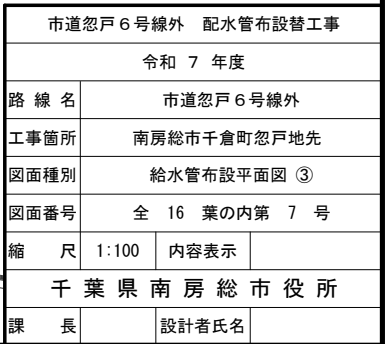 市道忽戸6号線外 配水管布設替工事
令和 7 年度
路線名 市道忽戸6号線外
工事箇所 南房総市千倉町忽戸地先
図面種別 給水管布設平面図 ③
図面番号 全 16 葉の内第 7 号
縮尺 1:100 内容表示
千葉県南房総市役所
課長 設計者氏名